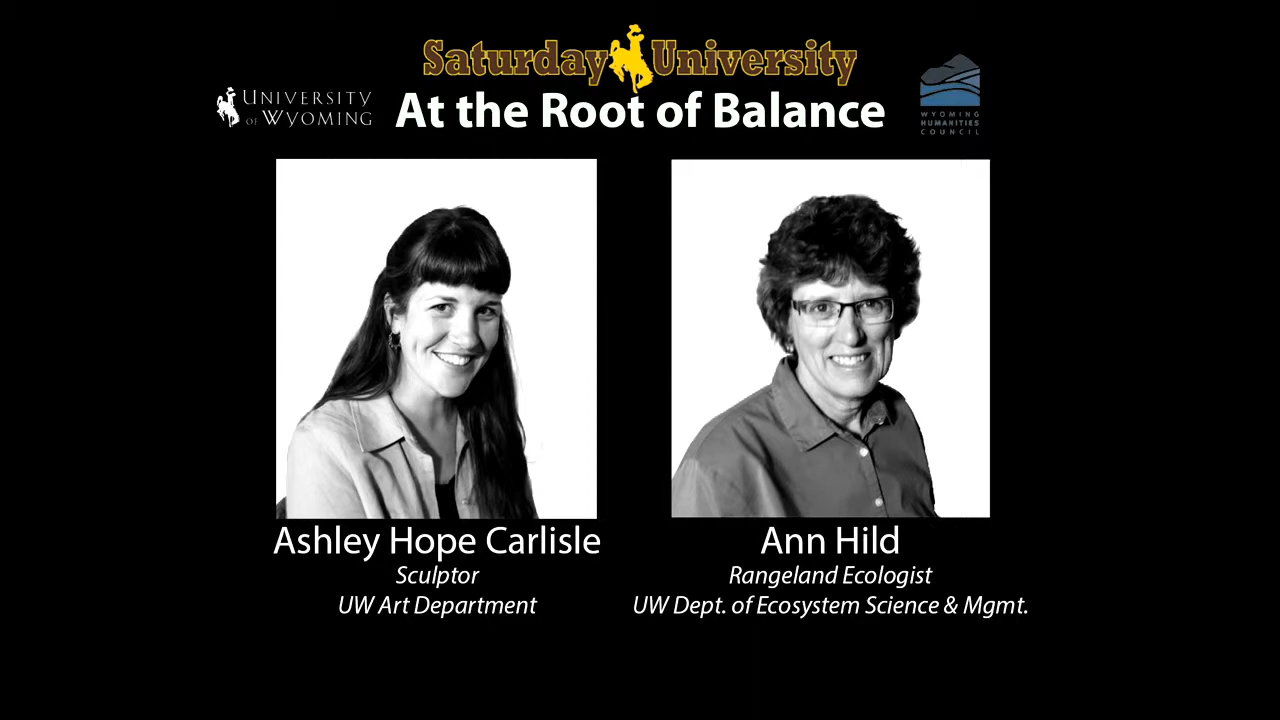 Saturday University
UNIVERSITY
OF WYOMING
At the Root of Balance
WYOMING
HUMANITIES
COUNCIL
Ashley Hope Carlisle
Sculptor
UW Art Department
Ann Hild
Rangeland Ecologist
UW Dept. of Ecosystem Science & Mgmt.